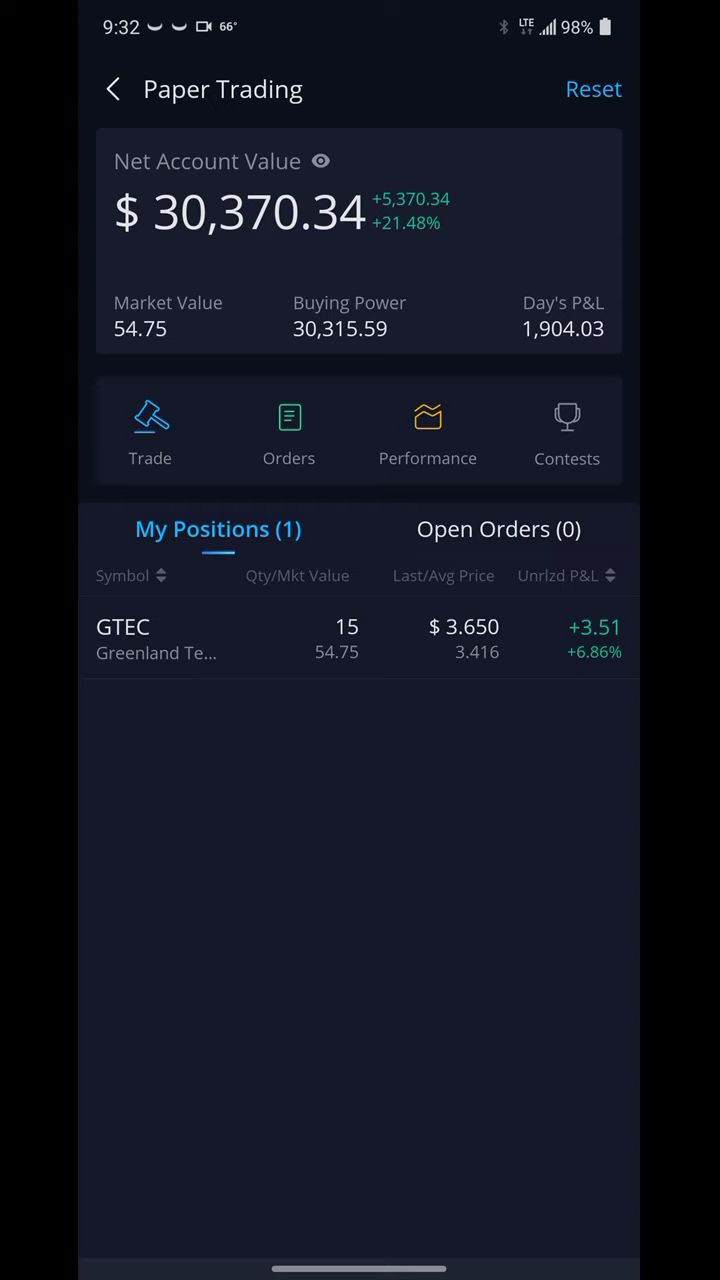 9:32 66° LTE 98%
Paper Trading Reset
Net Account Value
$ 30,370.34 +5,370.34
+21.48%
Market Value Buying Power Day's P&L
54.75 30,315.59 1,904.03
Trade Orders Performance Contests
My Positions (1) Open Orders (0)
Symbol Qty/Mkt Value Last/Avg Price Unrlzd P&L
GTEC 15 $ 3.650 +3.51
Greenland Te... 54.75 3.416 +6.86%